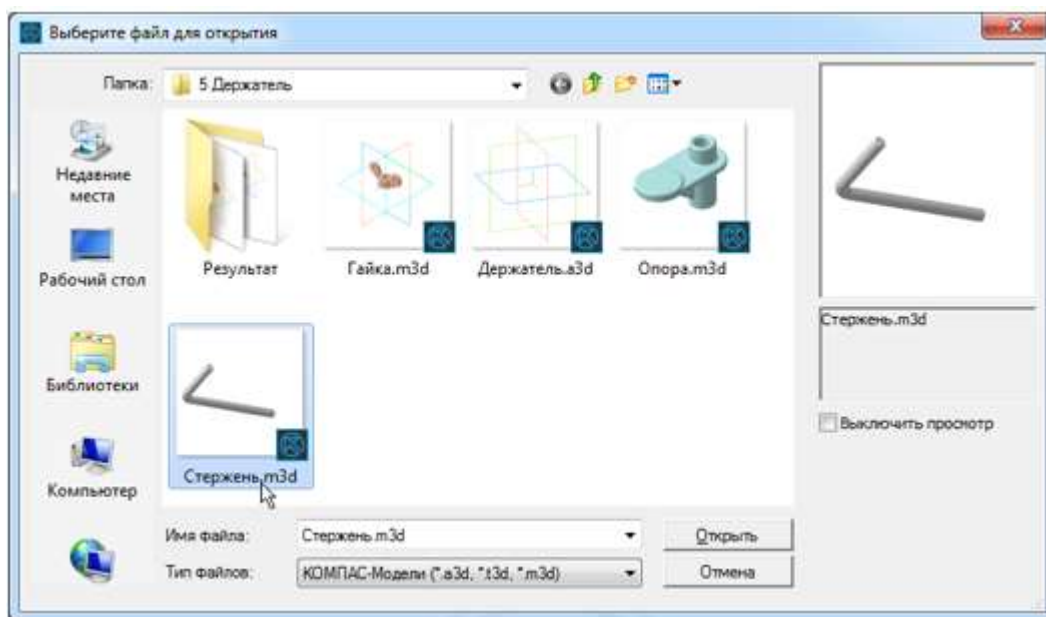 Выберите файл для открытия
Папка: 5 Держатель
Недавние места
Рабочий стол
Библиотеки
Компьютер
Результат
Гайка.m3d
Держатель.a3d
Опора.m3d
Стержень.m3d
Стержень.m3d
Выключить просмотр
Имя файла: Стержень.m3d
Открыть
Тип файлов: КОМПАС-Модели (*.a3d, *.t3d, *.m3d)
Отмена